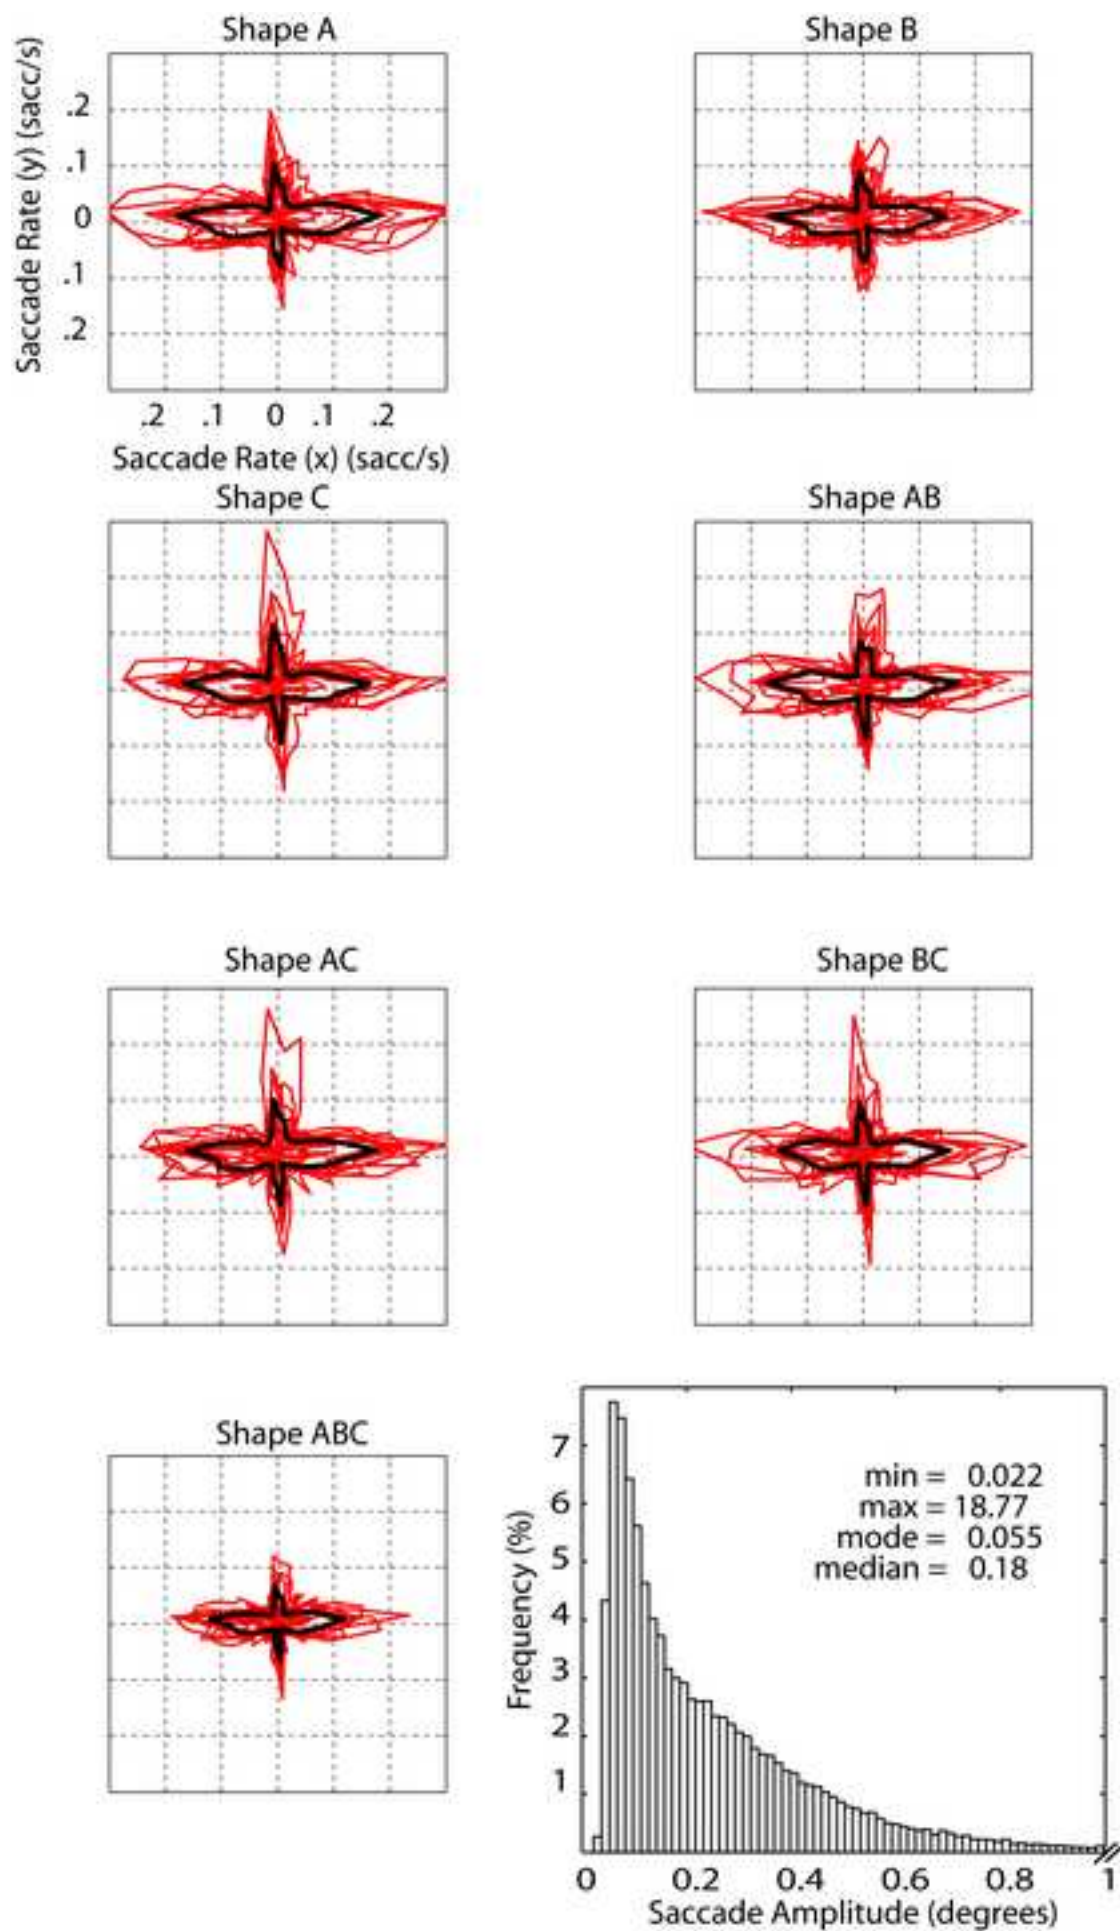 Shape A
Saccade Rate (y) (sacc/s)
.2
.1
0
.1
.2
.2 .1 0 .1 .2
Saccade Rate (x) (sacc/s)
Shape B
Shape C
Shape AB
Shape AC
Shape BC
Shape ABC
Frequency (%)
7
6
5
4
3
2
1
min = 0.022
max = 18.77
mode = 0.055
median = 0.18
0 0.2 0.4 0.6 0.8 1
Saccade Amplitude (degrees)